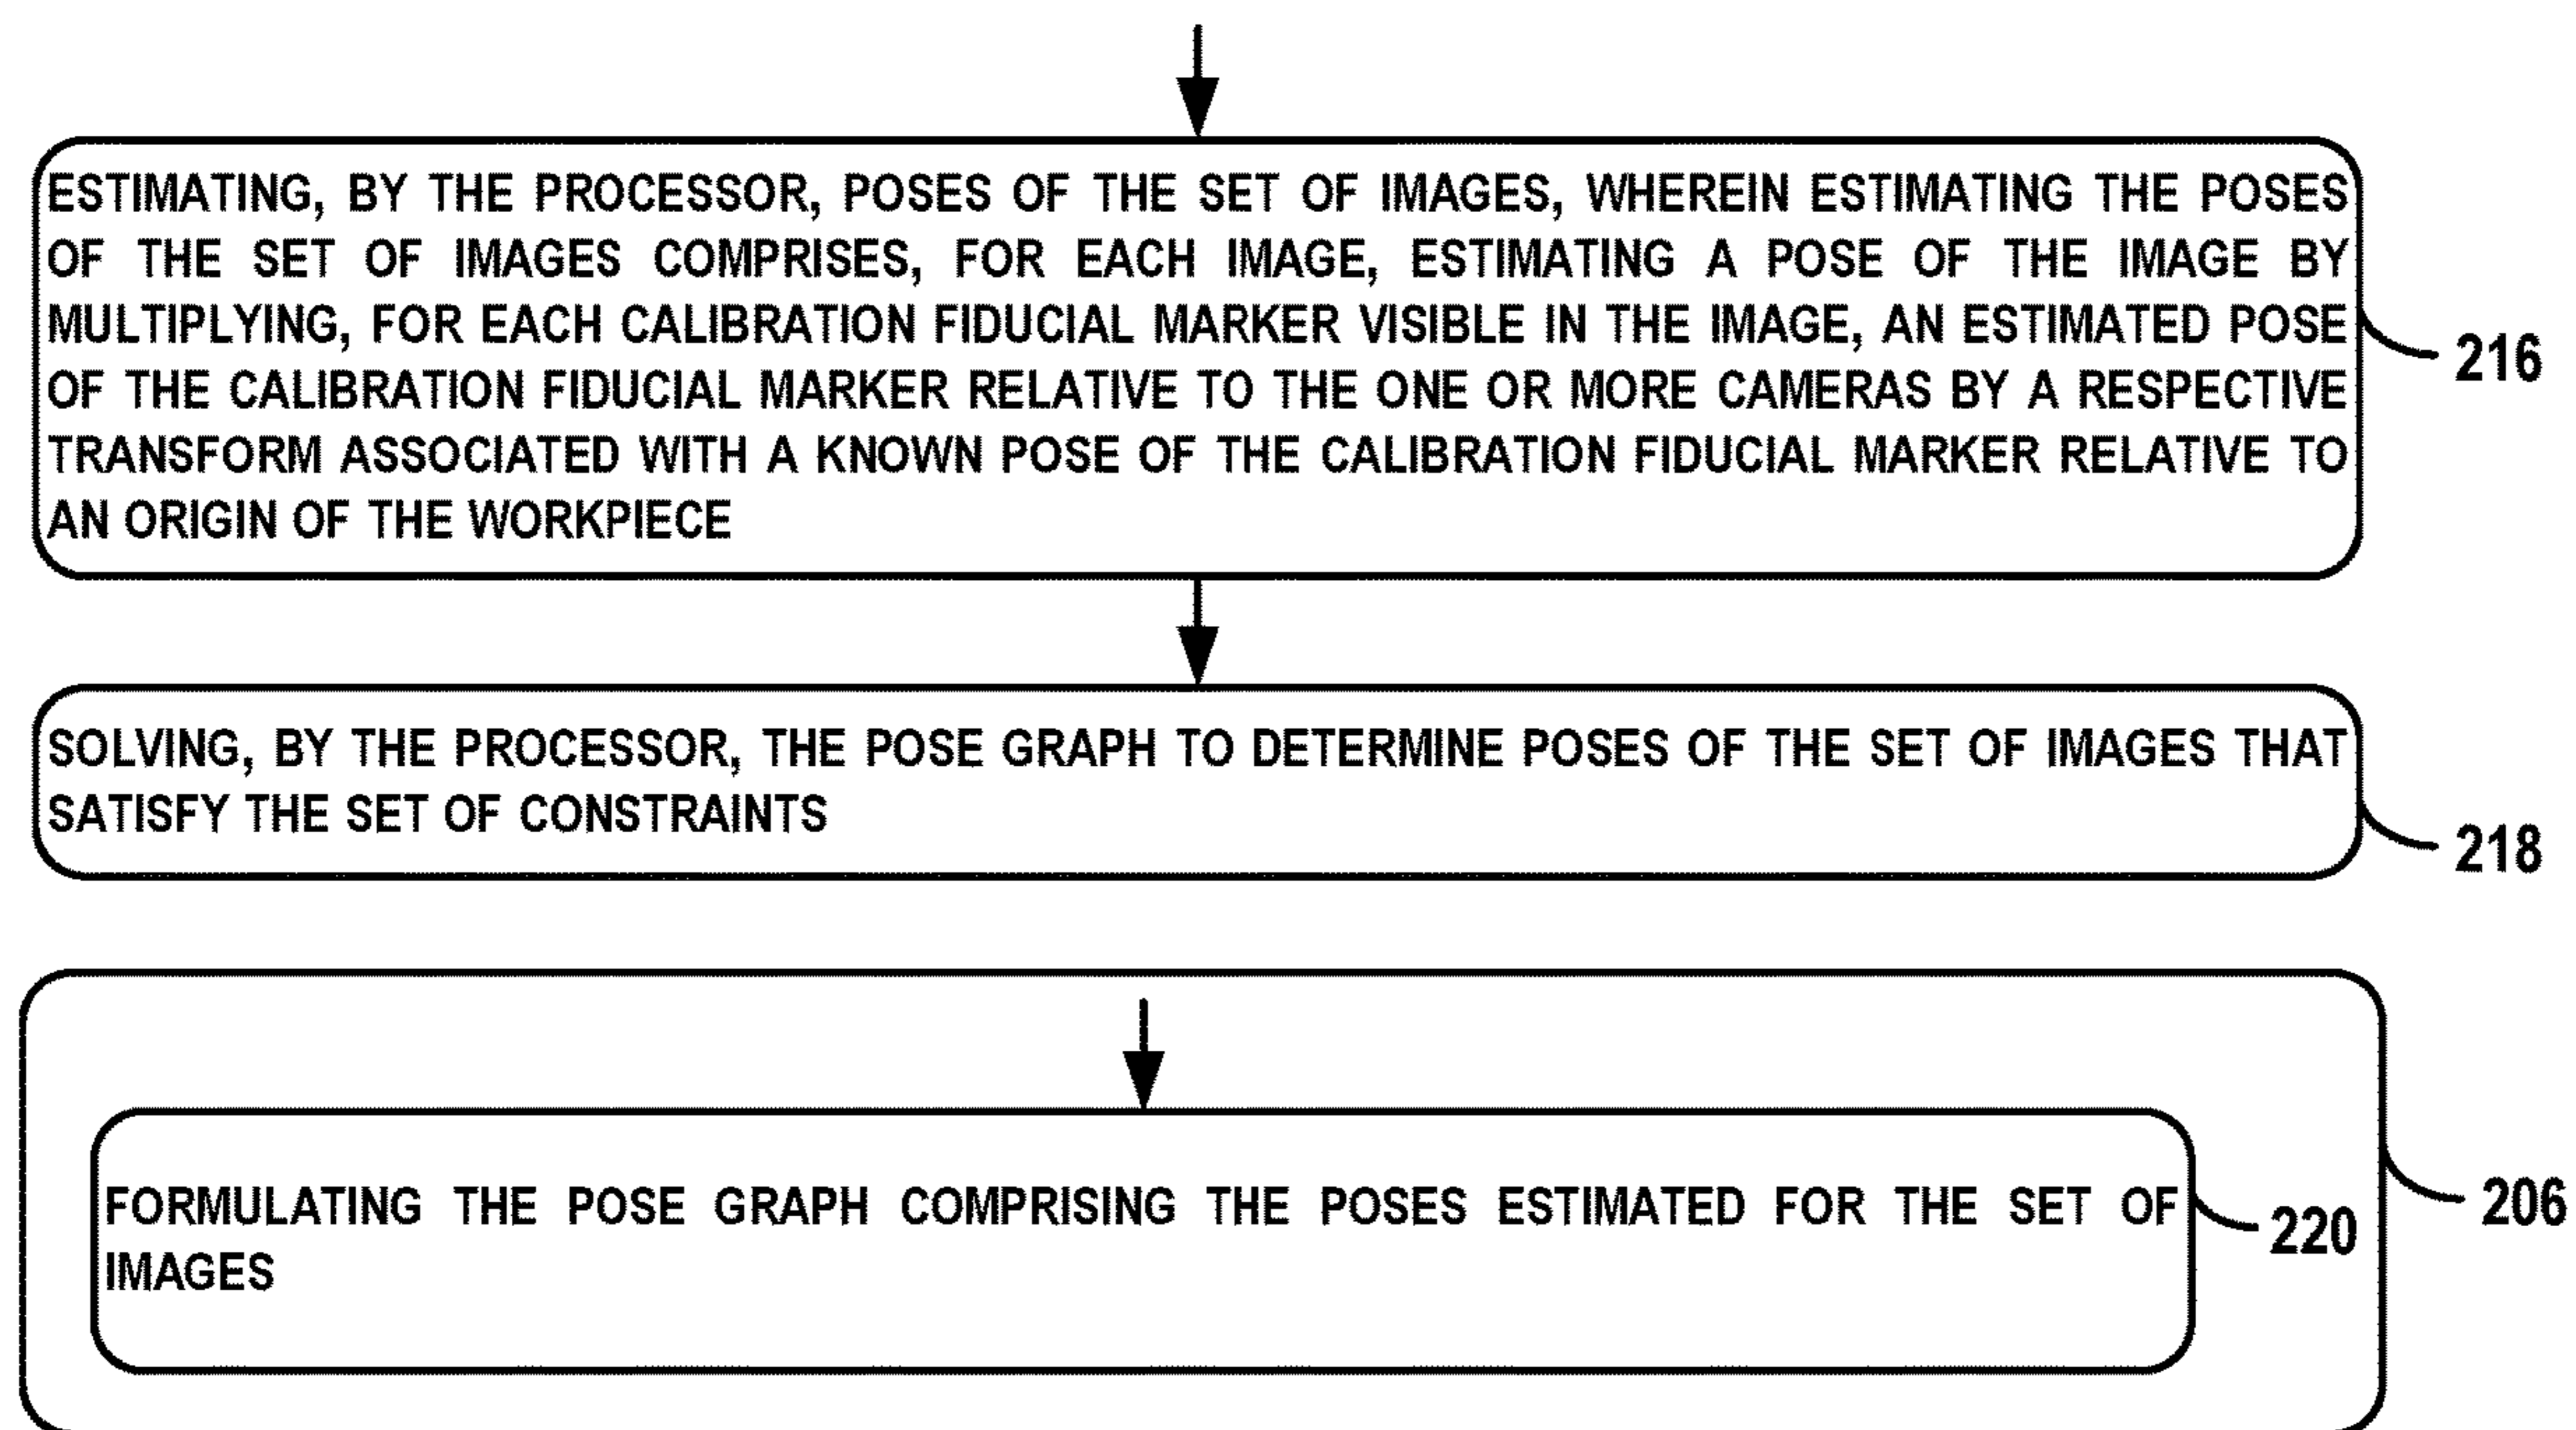 ESTIMATING, BY THE PROCESSOR, POSES OF THE SET OF IMAGES, WHEREIN ESTIMATING THE POSES
OF THE SET OF IMAGES COMPRISES, FOR EACH IMAGE, ESTIMATING A POSE OF THE IMAGE BY
MULTIPLYING, FOR EACH CALIBRATION FIDUCIAL MARKER VISIBLE IN THE IMAGE, AN ESTIMATED POSE
OF THE CALIBRATION FIDUCIAL MARKER RELATIVE TO THE ONE OR MORE CAMERAS BY A RESPECTIVE
TRANSFORM ASSOCIATED WITH A KNOWN POSE OF THE CALIBRATION FIDUCIAL MARKER RELATIVE TO
AN ORIGIN OF THE WORKPIECE
216
SOLVING, BY THE PROCESSOR, THE POSE GRAPH TO DETERMINE POSES OF THE SET OF IMAGES THAT
SATISFY THE SET OF CONSTRAINTS
218
FORMULATING THE POSE GRAPH COMPRISING THE POSES ESTIMATED FOR THE SET OF
IMAGES
220
206